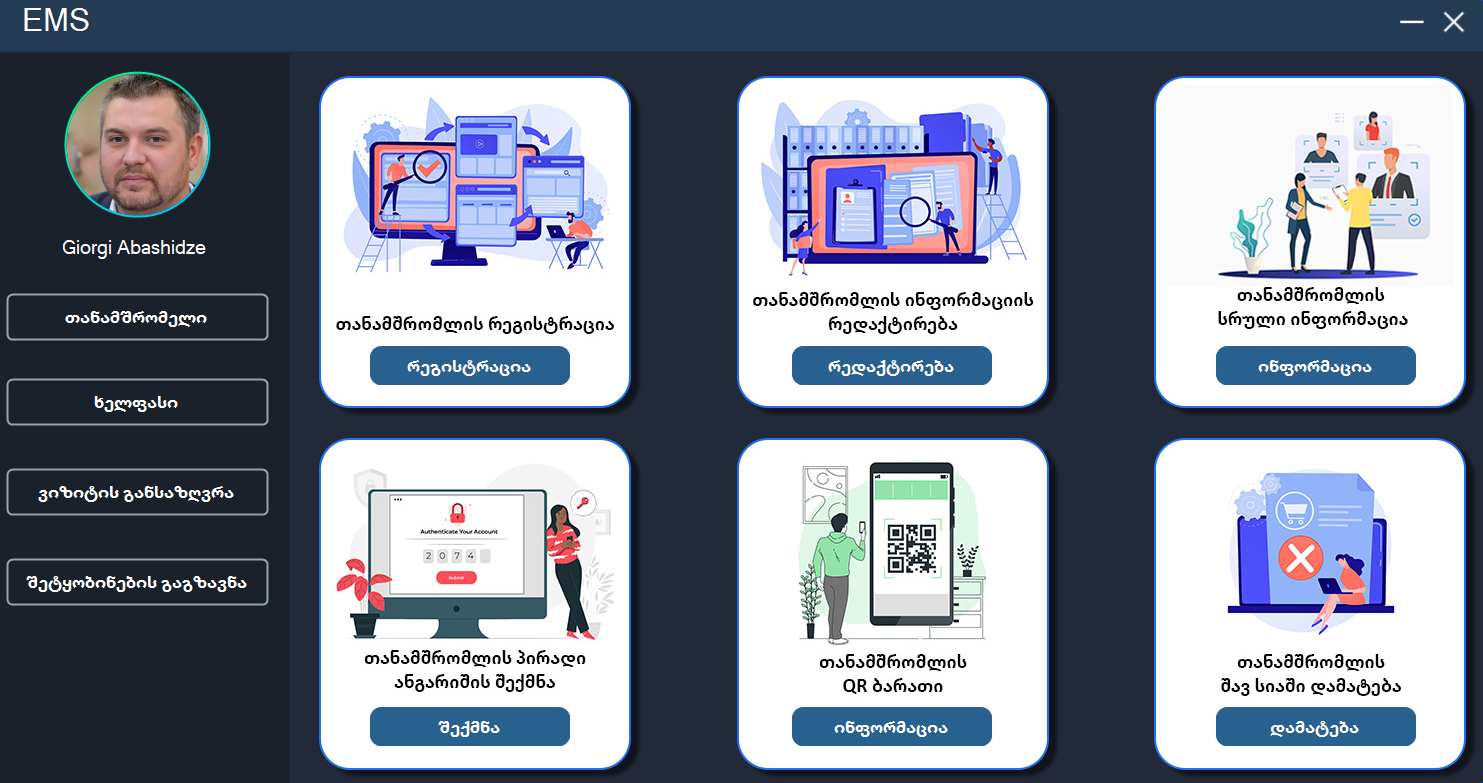 EMS
Giorgi Abashidze
თანამშრომელი
ხელფასი
ვიზიტის განსაზღვრა
შეტყობინების გაგზავნა
თანამშრომლის რეგისტრაცია
რეგისტრაცია
თანამშრომლის ინფორმაციის
რედაქტირება
რედაქტირება
თანამშრომლის
სრული ინფორმაცია
ინფორმაცია
Authenticate Your Account
2 0 7 4
Submit
თანამშრომლის პირადი
ანგარიშის შექმნა
შექმნა
თანამშრომლის
QR ბარათი
ინფორმაცია
თანამშრომლის
შავ სიაში დამატება
დამატება